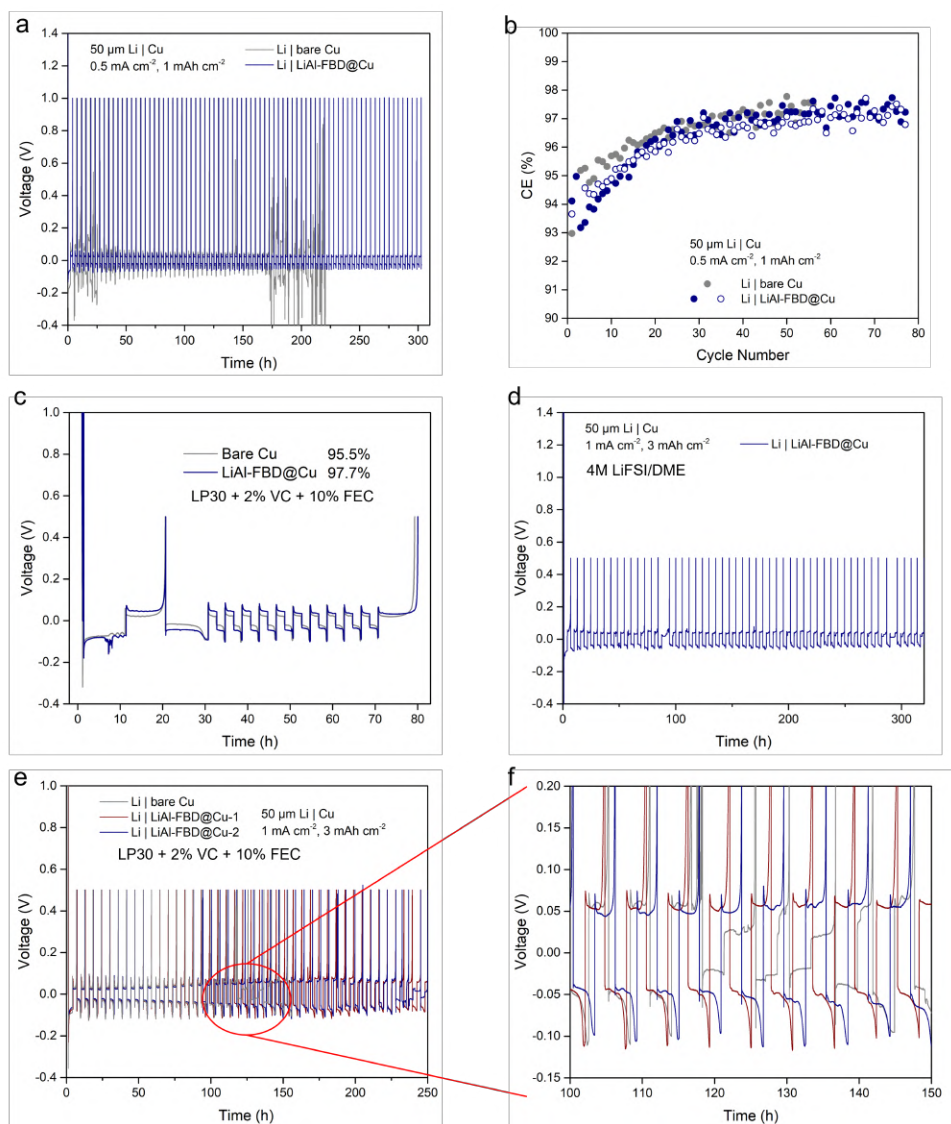 a
50 μm Li | Cu
0.5 mA cm⁻², 1 mAh cm⁻²
Li | bare Cu
Li | LiAl-FBD@Cu
1.4
1.2
1.0
0.8
0.6
0.4
0.2
0.0
-0.2
-0.4
Voltage (V)
0
50
100
150
200
250
300
Time (h)
b
100
99
98
97
96
95
94
93
92
91
90
CE (%)
50 μm Li | Cu
0.5 mA cm⁻², 1 mAh cm⁻²
Li | bare Cu
Li | LiAl-FBD@Cu
0
10
20
30
40
50
60
70
80
Cycle Number
c
Bare Cu 95.5%
LiAl-FBD@Cu 97.7%
LP30 + 2% VC + 10% FEC
1.0
0.8
0.6
0.4
0.2
0.0
-0.2
-0.4
Voltage (V)
0
10
20
30
40
50
60
70
80
Time (h)
d
50 μm Li | Cu
1 mA cm⁻², 3 mAh cm⁻²
Li | LiAl-FBD@Cu
4M LiFSI/DME
1.4
1.2
1.0
0.8
0.6
0.4
0.2
0.0
-0.2
-0.4
Voltage (V)
0
100
200
300
Time (h)
e
Li | bare Cu
Li | LiAl-FBD@Cu-1
Li | LiAl-FBD@Cu-2
50 μm Li | Cu
1 mA cm⁻², 3 mAh cm⁻²
LP30 + 2% VC + 10% FEC
1.0
0.8
0.6
0.4
0.2
0.0
-0.2
-0.4
Voltage (V)
0
50
100
150
200
250
Time (h)
f
0.20
0.15
0.10
0.05
0.00
-0.05
-0.10
-0.15
Voltage (V)
100
110
120
130
140
150
Time (h)